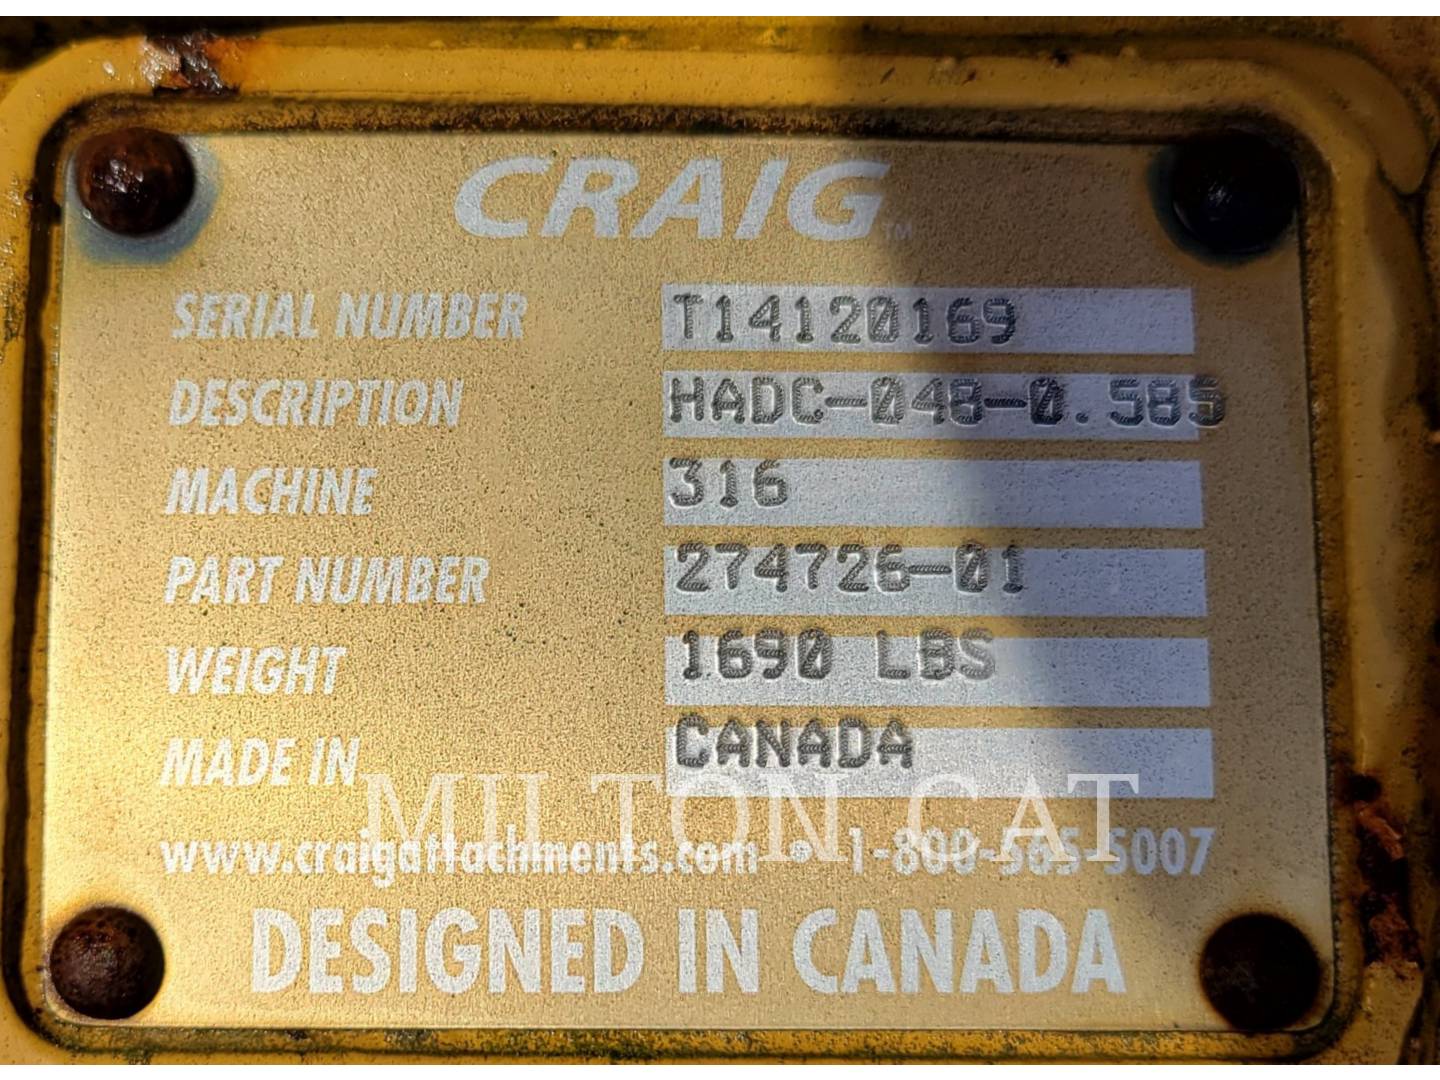 CRAIG™
SERIAL NUMBER T14120169
DESCRIPTION HADC-048-0.585
MACHINE 316
PART NUMBER 274726-01
WEIGHT 1690 LBS
MADE IN CANADA
MILTON CAT
www.craigattachments.com • 1-800-565-5007
DESIGNED IN CANADA